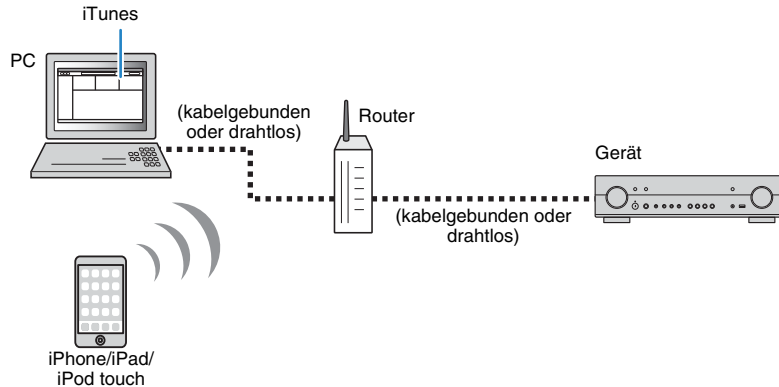 iTunes
PC
(kabelgebunden
oder drahtlos)
Router
Gerät
(kabelgebunden oder
drahtlos)
iPhone/iPad/
iPod touch